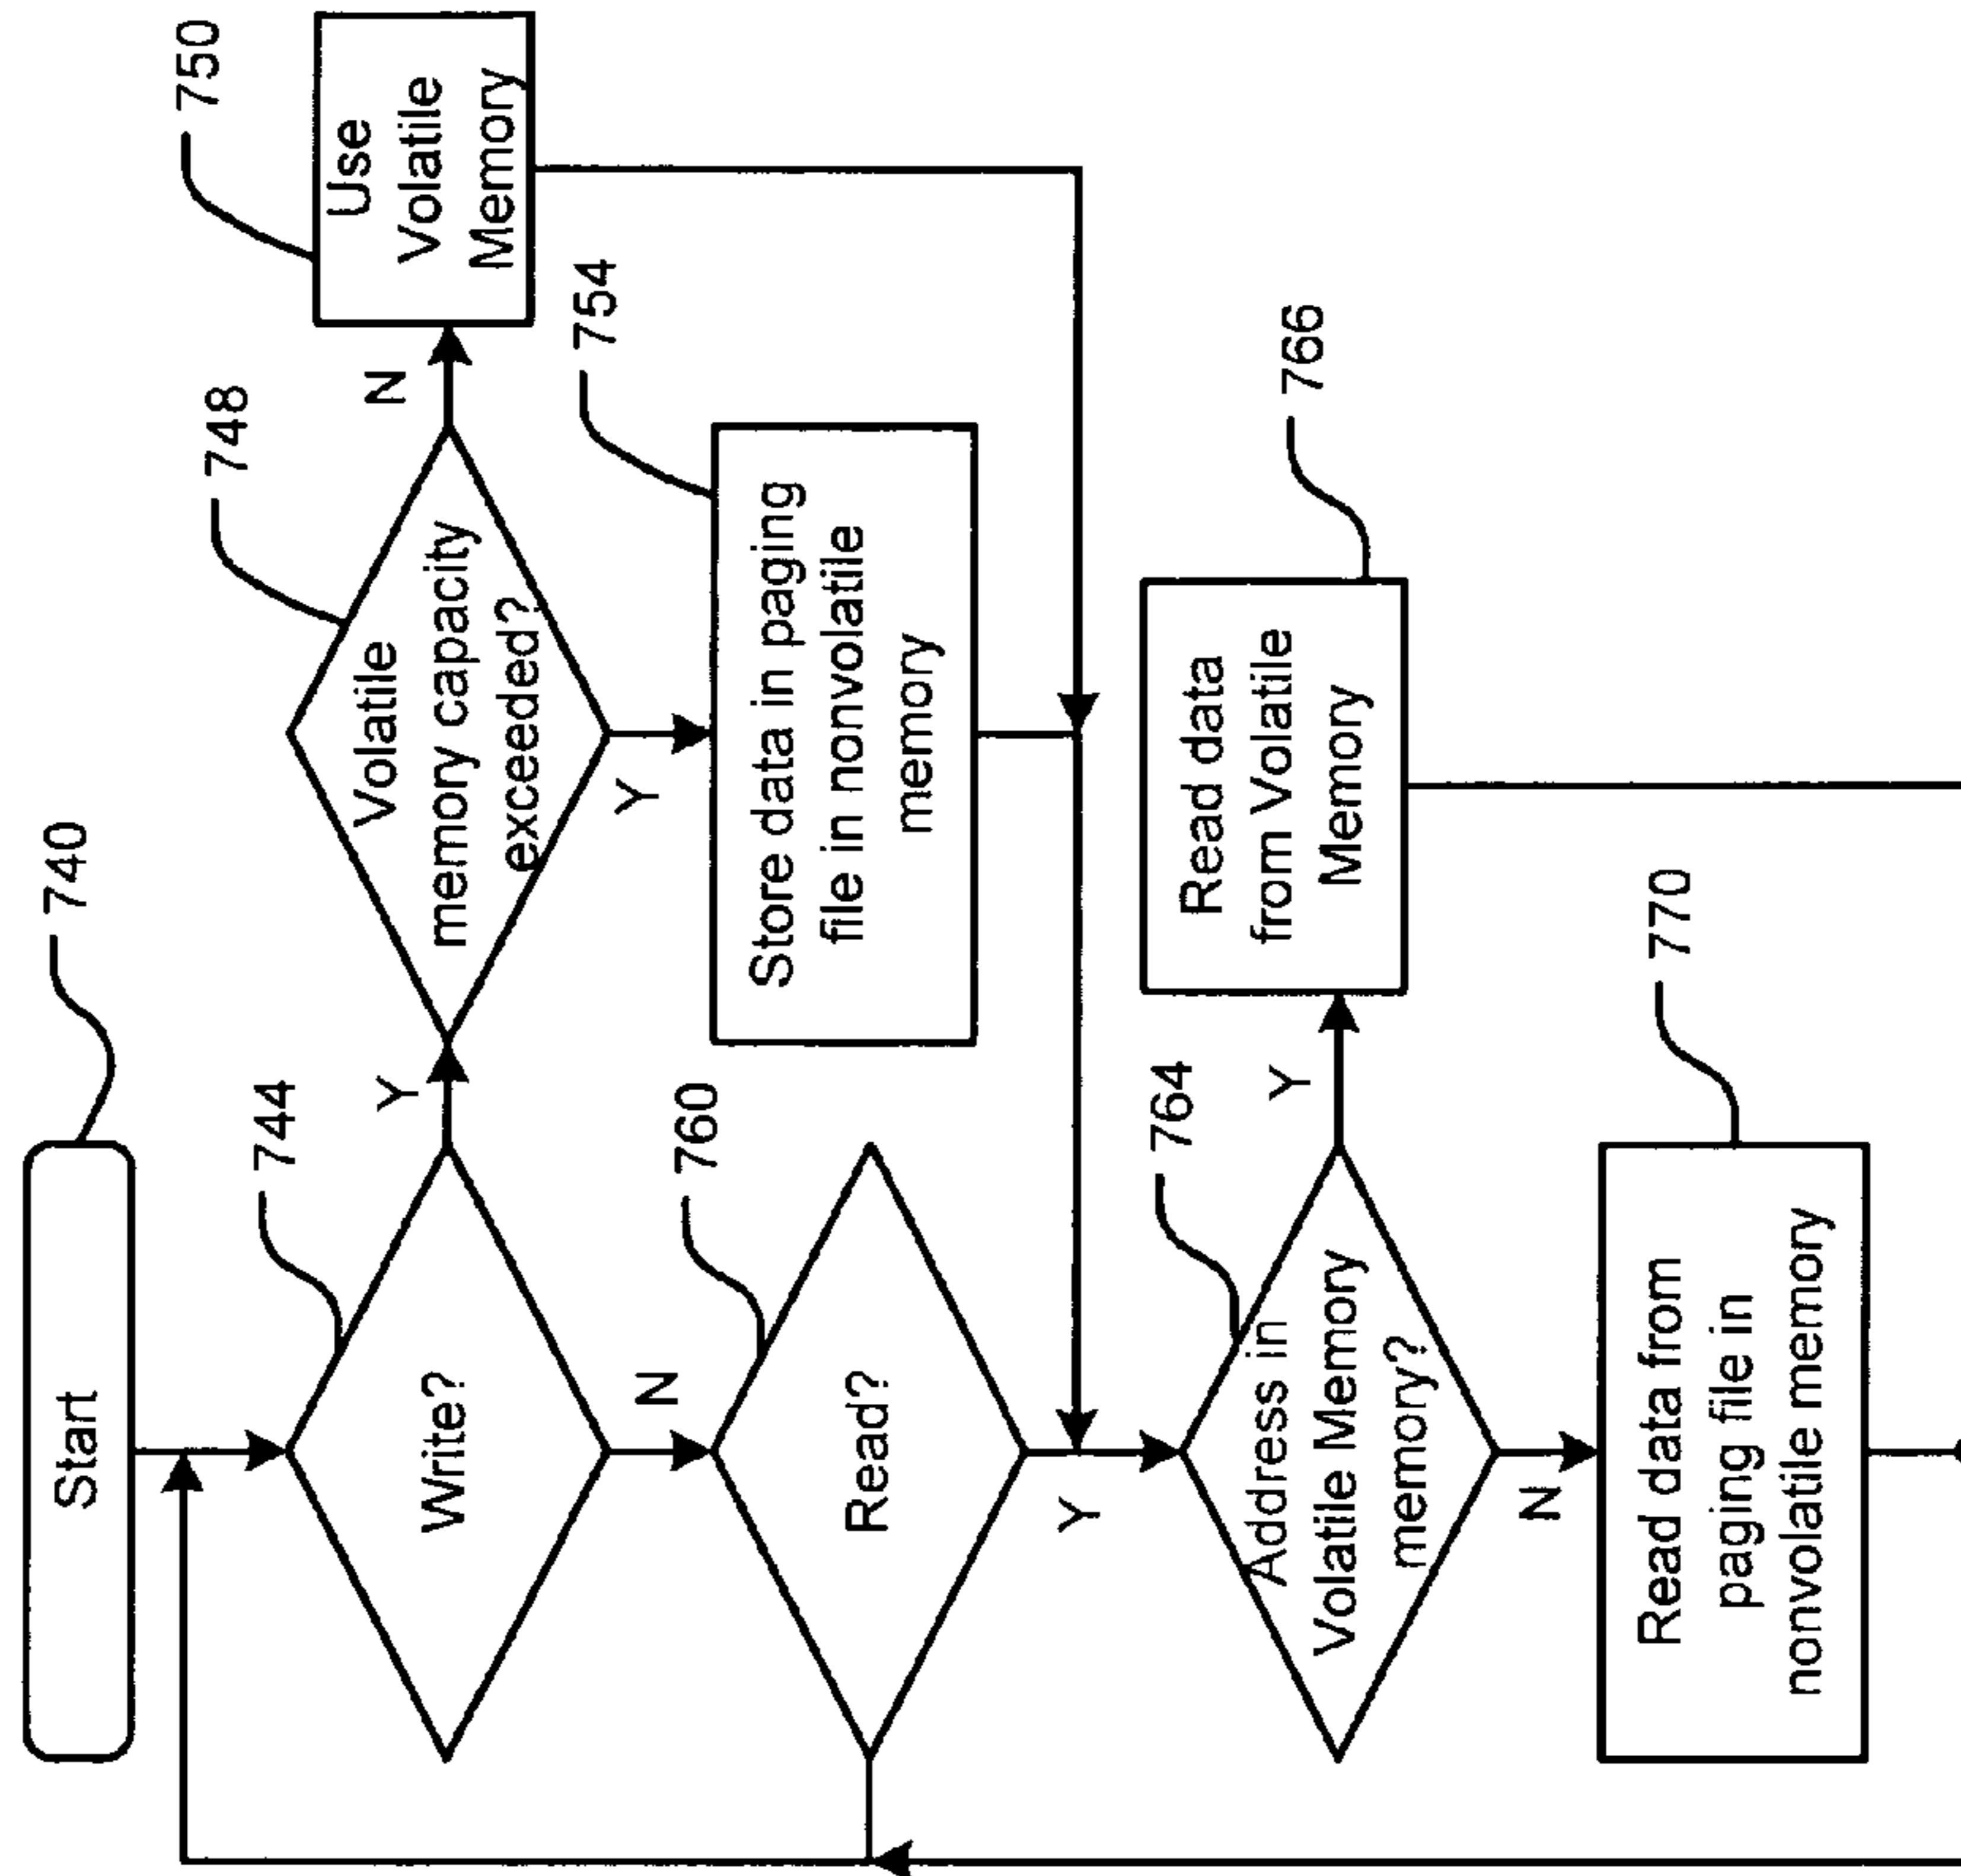 740
Start
744
Write?
Y
748
Volatile
memory capacity
exceeded?
N
750
Use
Volatile
Memory
Y
754
Store data in paging
file in nonvolatile
memory
N
760
Read?
Y
764
Address in
Volatile Memory
memory?
Y
766
Read data
from Volatile
Memory
N
770
Read data from
paging file in
nonvolatile memory